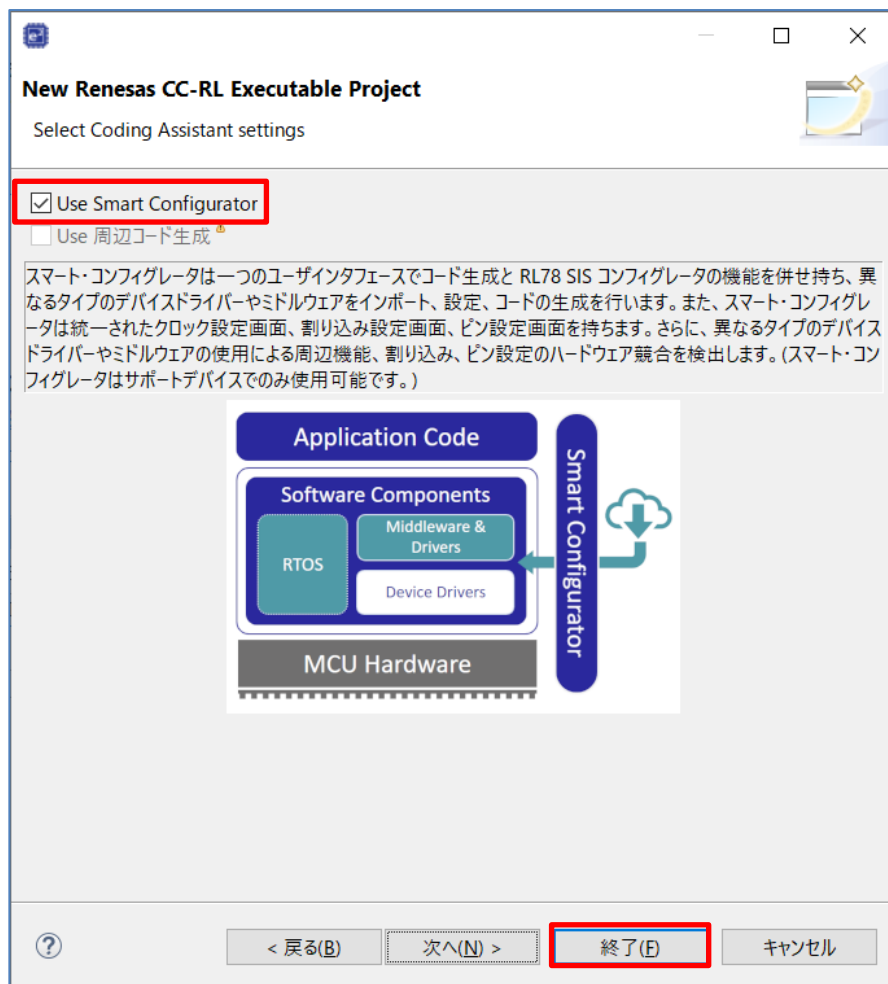 New Renesas CC-RL Executable Project
Select Coding Assistant settings
Use Smart Configurator
Use 周辺コード生成
スマート・コンフィグレータは一つのユーザインタフェースでコード生成と RL78 SIS コンフィグレータの機能を併せ持ち、異
なるタイプのデバイスドライバーやミドルウェアをインポート、設定、コードの生成を行います。また、スマート・コンフィグレ
ータは統一されたクロック設定画面、割り込み設定画面、ピン設定画面を持ちます。さらに、異なるタイプのデバイス
ドライバーやミドルウェアの使用による周辺機能、割り込み、ピン設定のハードウェア競合を検出します。(スマート・コン
フィグレータはサポートデバイスでのみ使用可能です。)
Application Code
Software Components
RTOS
Middleware &
Drivers
Device Drivers
MCU Hardware
Smart Configurator
< 戻る(B)
次へ(N) >
終了(F)
キャンセル